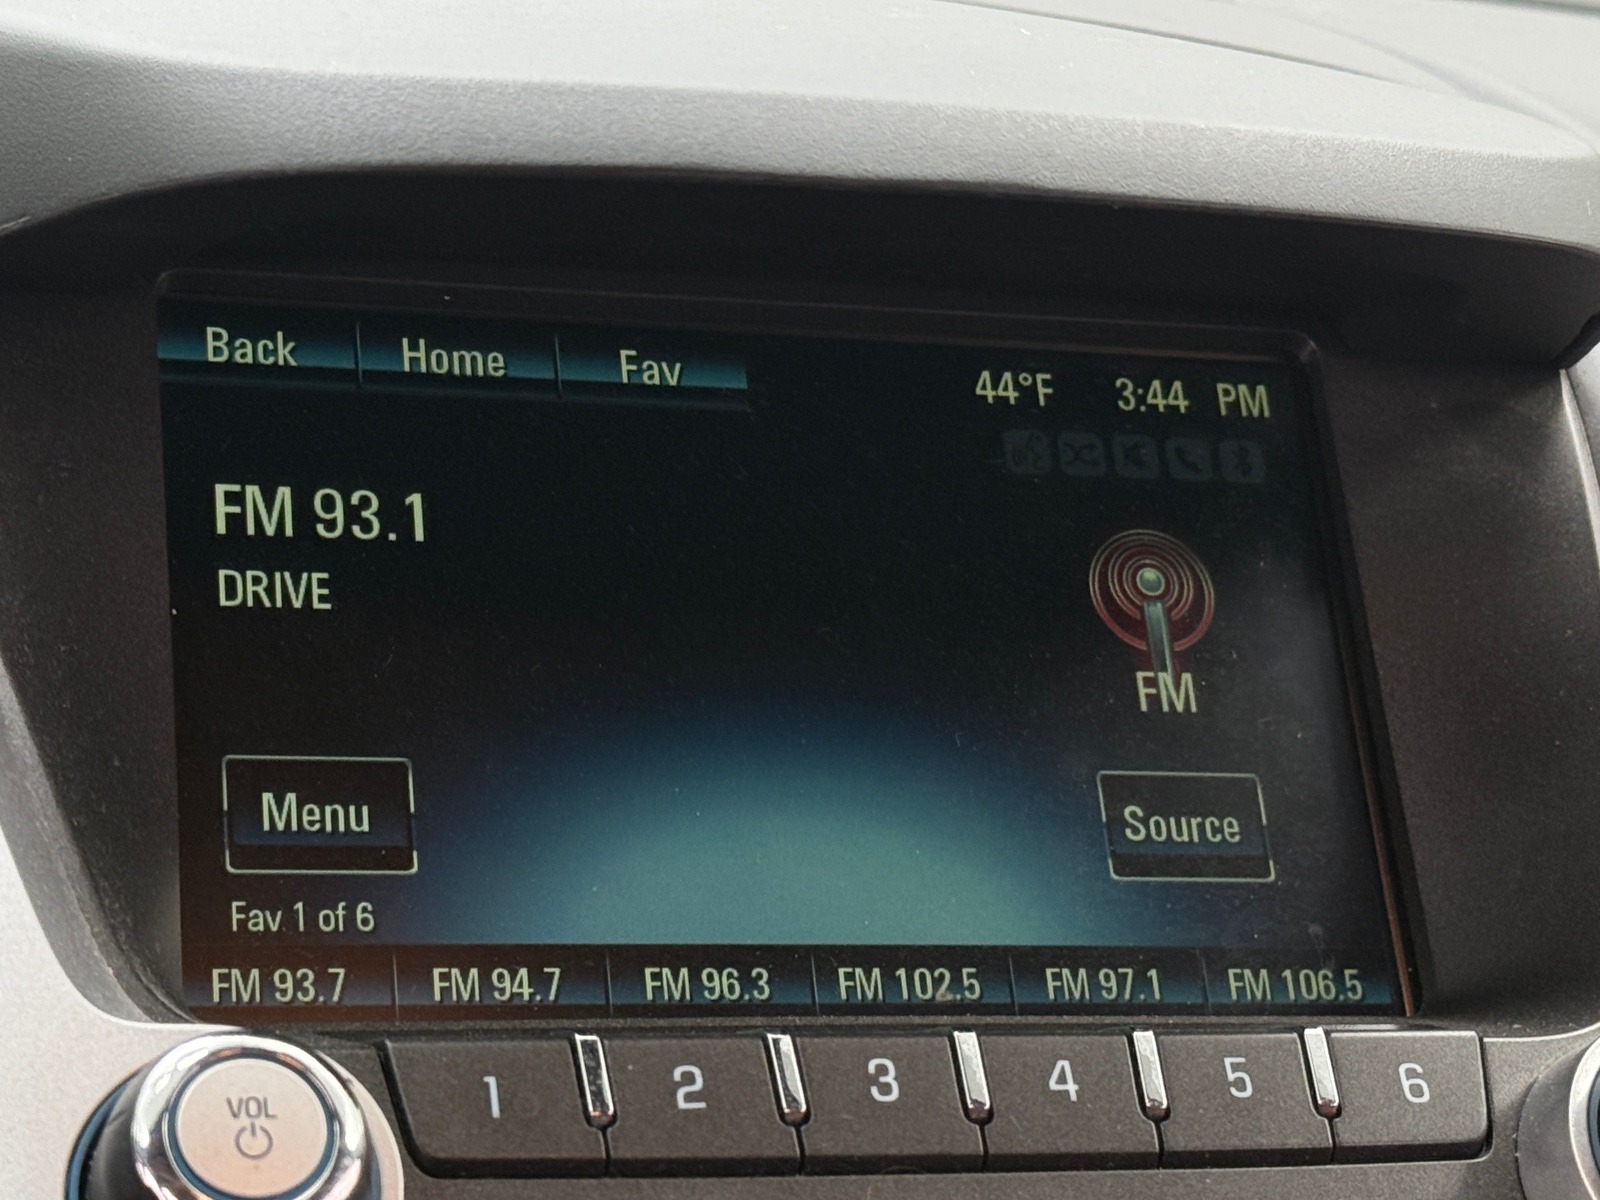 Back Home Fav 44°F 3:44 PM
FM 93.1
DRIVE
FM
Menu Source
Fav 1 of 6
FM 93.7 FM 94.7 FM 96.3 FM 102.5 FM 97.1 FM 106.5
1 2 3 4 5 6
VOL